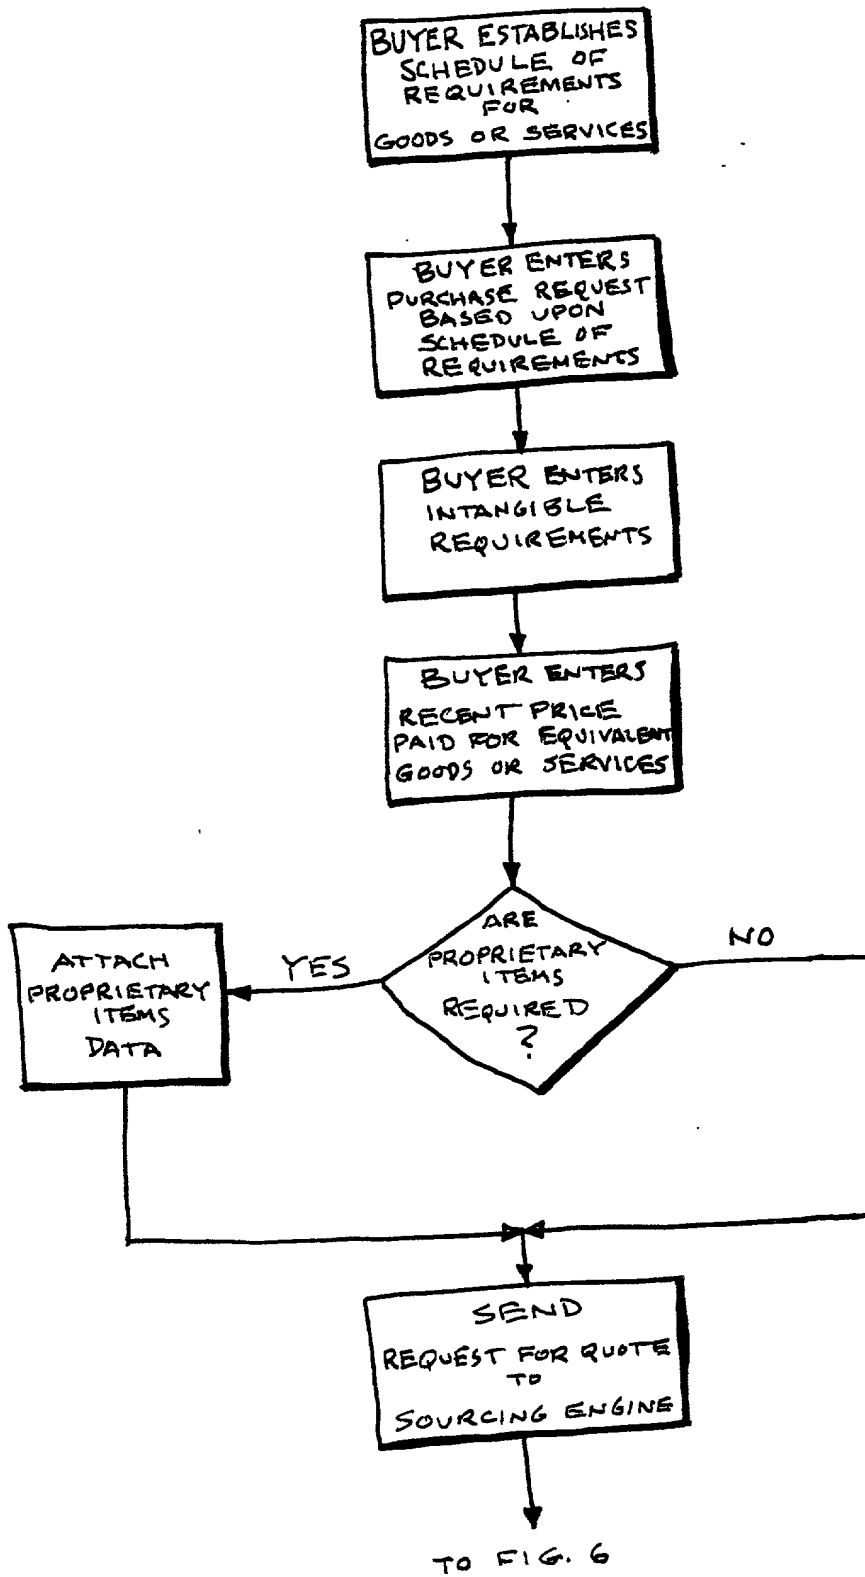 BUYER ESTABLISHES
SCHEDULE OF
REQUIREMENTS
FOR
GOODS OR SERVICES
BUYER ENTERS
PURCHASE REQUEST
BASED UPON
SCHEDULE OF
REQUIREMENTS
BUYER ENTERS
INTANGIBLE
REQUIREMENTS
BUYER ENTERS
RECENT PRICE
PAID FOR EQUIVALENT
GOODS OR SERVICES
ARE
PROPRIETARY
ITEMS
REQUIRED
?
YES
NO
ATTACH
PROPRIETARY
ITEMS
DATA
SEND
REQUEST FOR QUOTE
TO
SOURCING ENGINE
TO FIG. 6